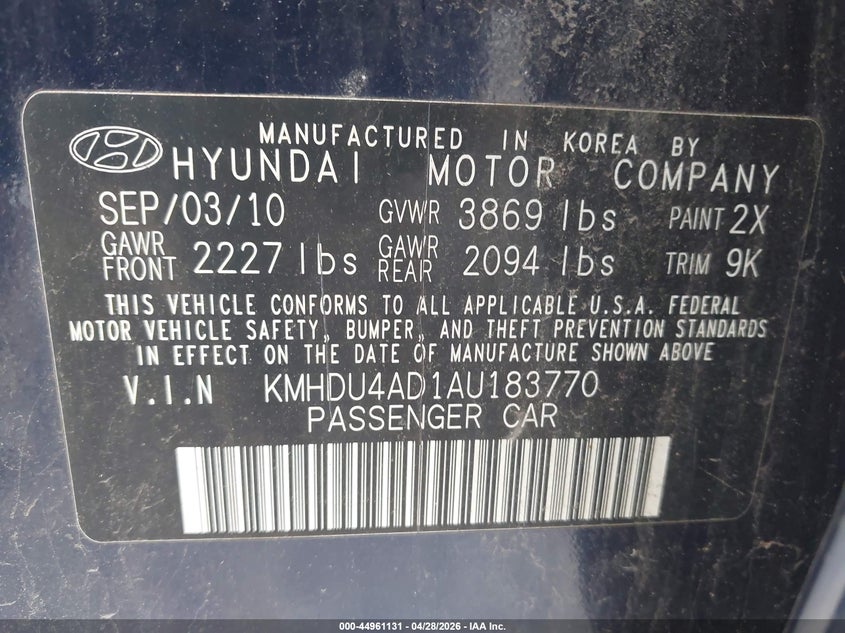 MANUFACTURED IN KOREA BY
HYUNDAI MOTOR COMPANY
SEP/03/10 GVWR 3869 lbs PAINT 2X
GAWR FRONT 2227 lbs GAWR REAR 2094 lbs TRIM 9K
THIS VEHICLE CONFORMS TO ALL APPLICABLE U.S.A. FEDERAL
MOTOR VEHICLE SAFETY, BUMPER, AND THEFT PREVENTION STANDARDS
IN EFFECT ON THE DATE OF MANUFACTURE SHOWN ABOVE
V.I.N KMHDU4AD1AU183770
PASSENGER CAR
000-44961131 - 04/28/2026 - IAA Inc.